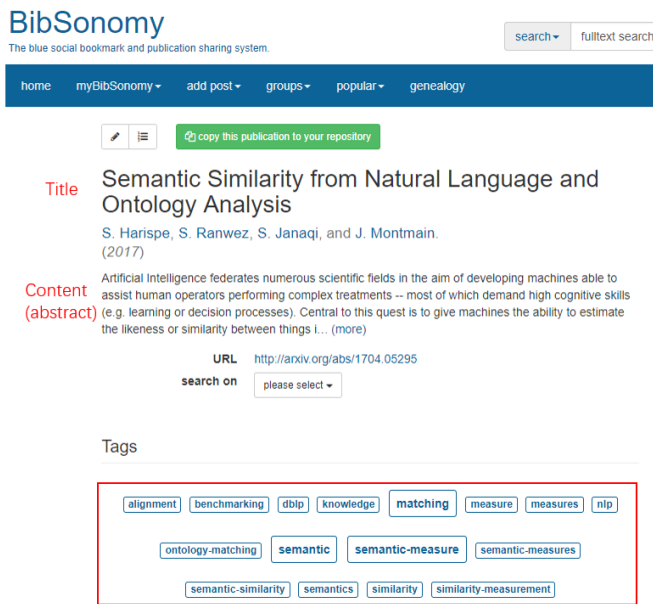 BibSonomy
The blue social bookmark and publication sharing system.
search
fulltext search
home myBibSonomy add post groups popular genealogy
copy this publication to your repository
Title
Semantic Similarity from Natural Language and
Ontology Analysis
S. Harispe, S. Ranwez, S. Janaqi, and J. Montmain.
(2017)
Content
(abstract)
Artificial Intelligence federates numerous scientific fields in the aim of developing machines able to
assist human operators performing complex treatments -- most of which demand high cognitive skills
(e.g. learning or decision processes). Central to this quest is to give machines the ability to estimate
the likeness or similarity between things i... (more)
URL http://arxiv.org/abs/1704.05295
search on please select
Tags
alignment benchmarking dblp knowledge matching measure measures nlp
ontology-matching semantic semantic-measure semantic-measures
semantic-similarity semantics similarity similarity-measurement